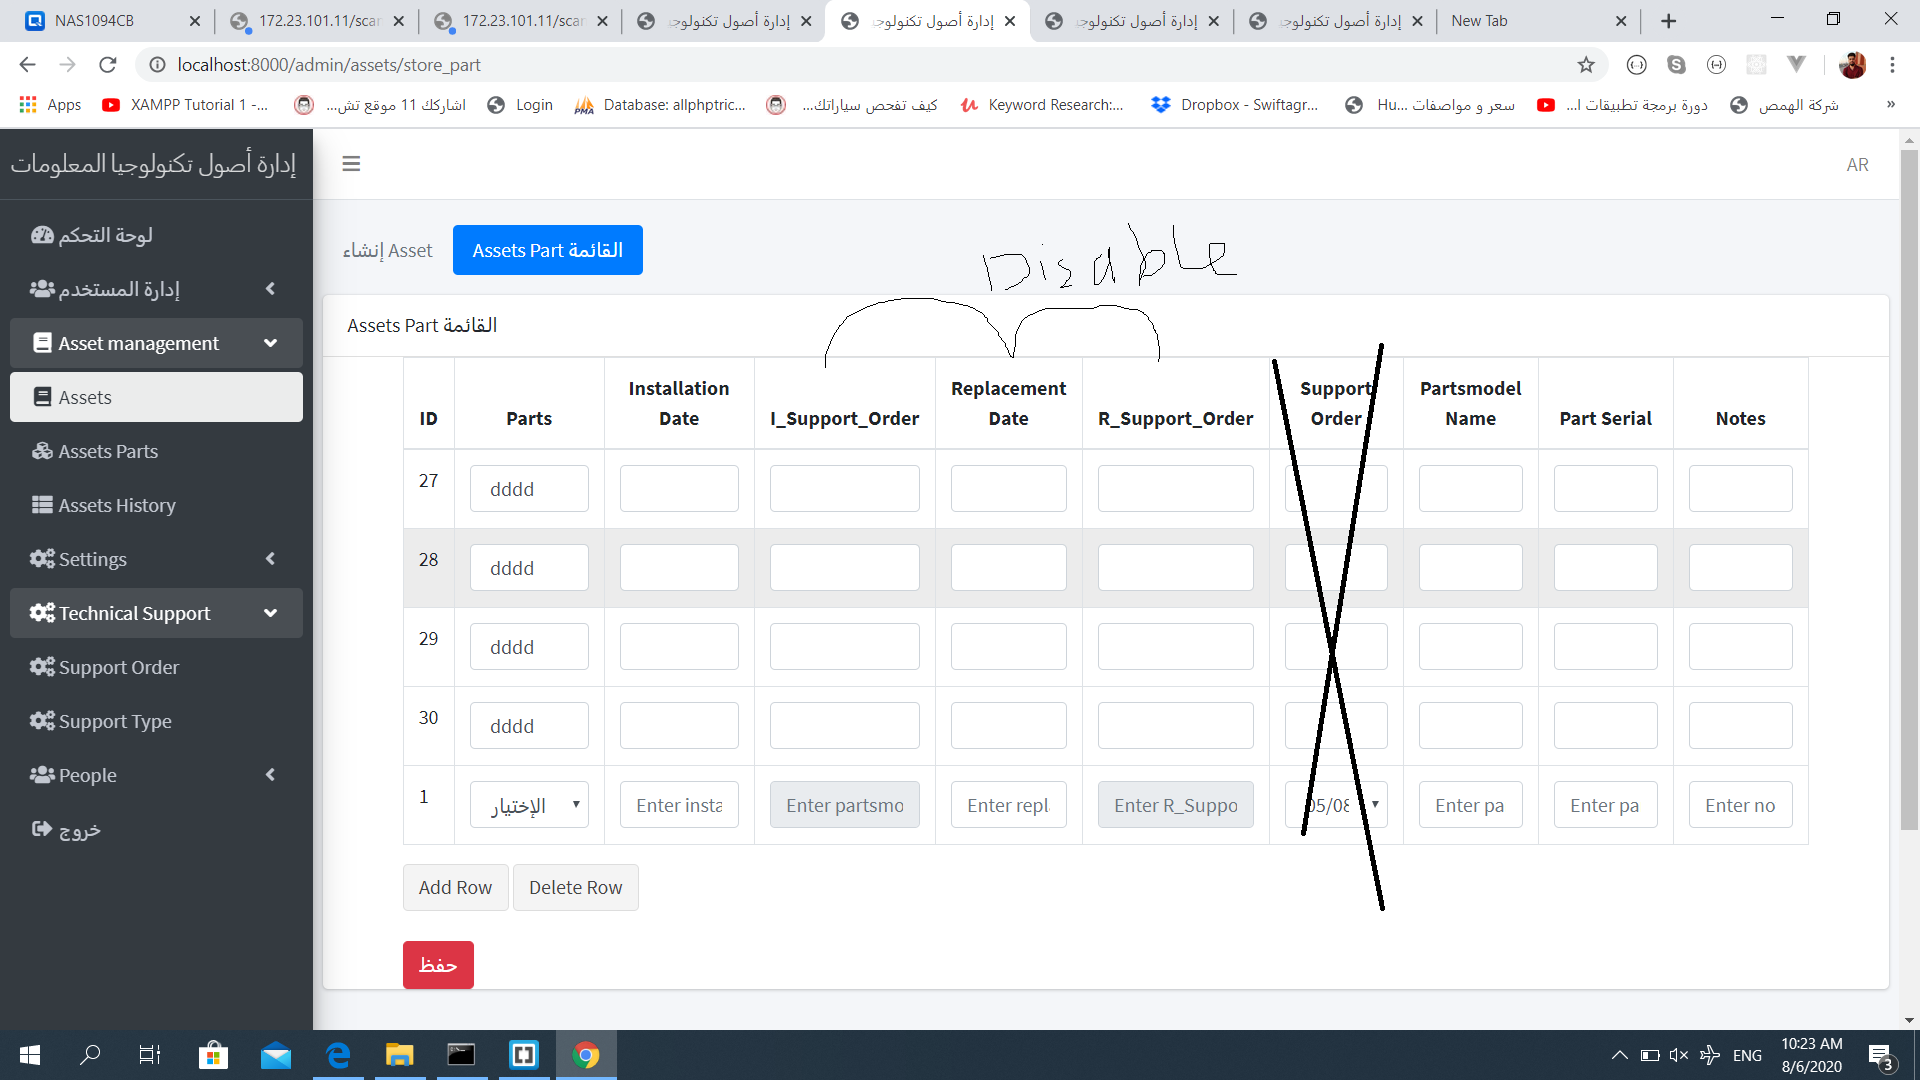 NAS1094CB
172.23.101.11/scan
172.23.101.11/scan
إدارة أصول تكنولوجيا
إدارة أصول تكنولوجيا
إدارة أصول تكنولوجيا
إدارة أصول تكنولوجيا
New Tab
localhost:8000/admin/assets/store_part
Apps
XAMPP Tutorial 1 -...
اشاركك 11 موقع تش...
Login
Database: allphptric...
كيف تفحص سياراتك...
Keyword Research:...
Dropbox - Swiftagr...
سعر و مواصفات Hu...
دورة برمجة تطبيقات ا...
شركة الهمص
»
إدارة أصول تكنولوجيا المعلومات
AR
لوحة التحكم
إدارة المستخدم
Asset management
Assets
Assets Parts
Assets History
Settings
Technical Support
Support Order
Support Type
People
خروج
إنشاء Asset
Assets Part القائمة
Disable
Assets Part القائمة
ID Parts Installation Date I_Support_Order Replacement Date R_Support_Order Support Order Partsmodel Name Part Serial Notes
27 dddd
28 dddd
29 dddd
30 dddd
1 الإختيار Enter insta Enter partsmo Enter repl Enter R_Suppo 05/08 Enter pa Enter pa Enter no
Add Row Delete Row
حفظ
ENG
10:23 AM
8/6/2020
3